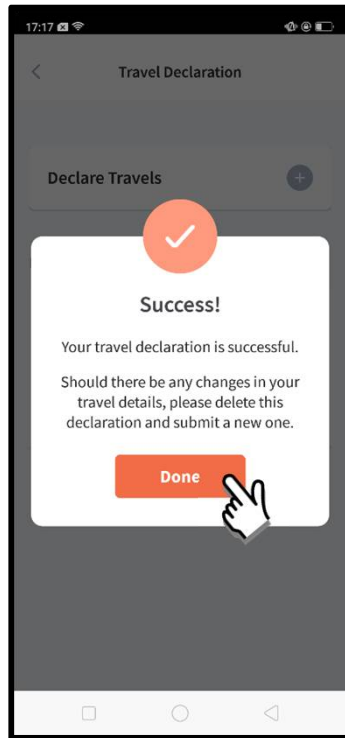 17:17
Travel Declaration
Declare Travels
Success!
Your travel declaration is successful.
Should there be any changes in your
travel details, please delete this
declaration and submit a new one.
Done